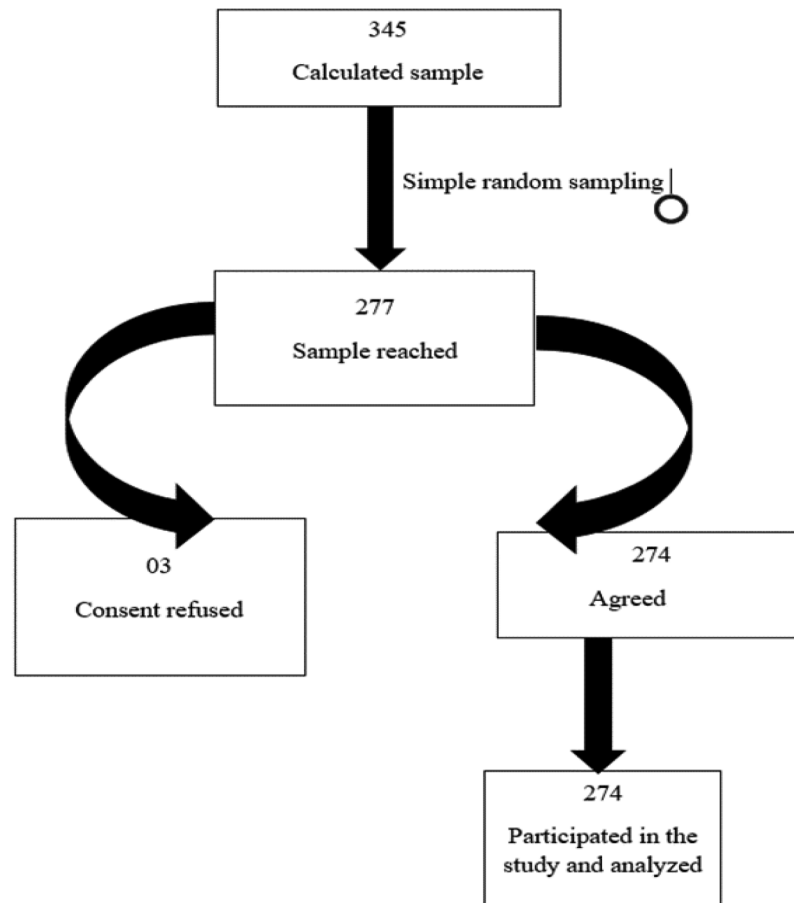 345
Calculated sample
Simple random sampling
277
Sample reached
03
Consent refused
274
Agreed
274
Participated in the
study and analyzed